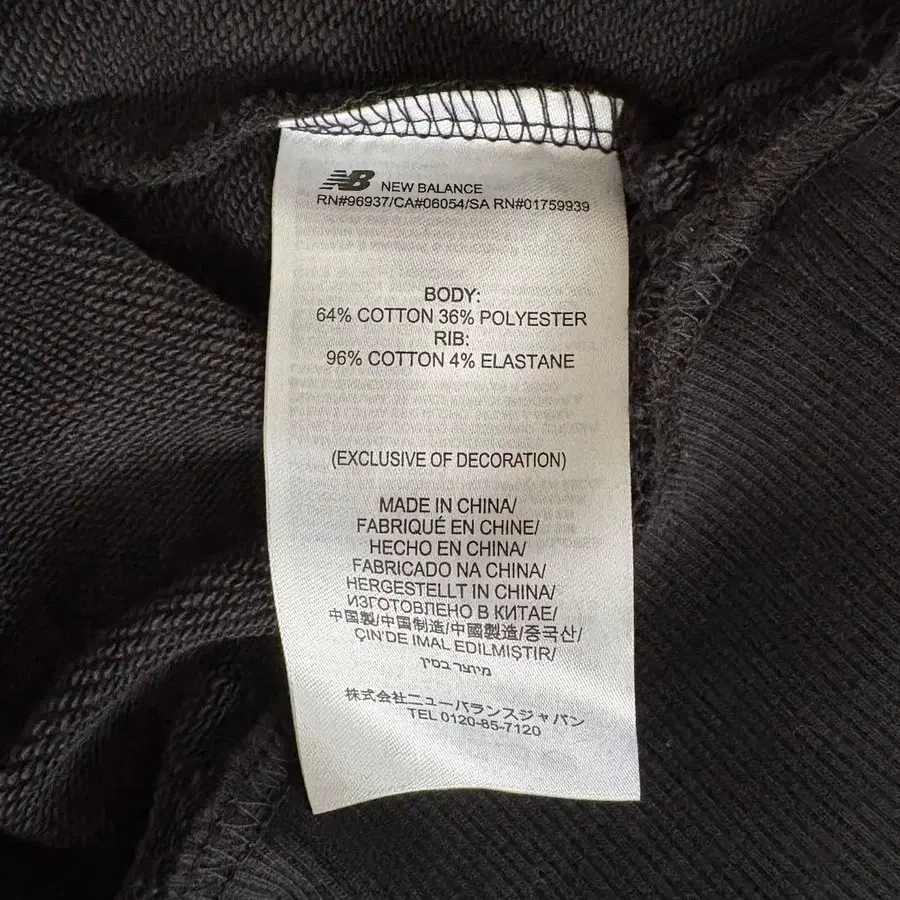 NB NEW BALANCE
RN#96937/CA#06054/SA RN#01759939
BODY:
64% COTTON 36% POLYESTER
RIB:
96% COTTON 4% ELASTANE
(EXCLUSIVE OF DECORATION)
MADE IN CHINA/
FABRIQUÉ EN CHINE/
HECHO EN CHINA/
FABRICADO NA CHINA/
HERGESTELLT IN CHINA/
ИЗГОТОВЛЕНО В КИТАЕ/
中国製/中国制造/中國製造/중국산/
ÇIN'DE IMAL EDILMIŞTIR/
מיוצר בסין
株式会社ニューバランスジャパン
TEL 0120-85-7120